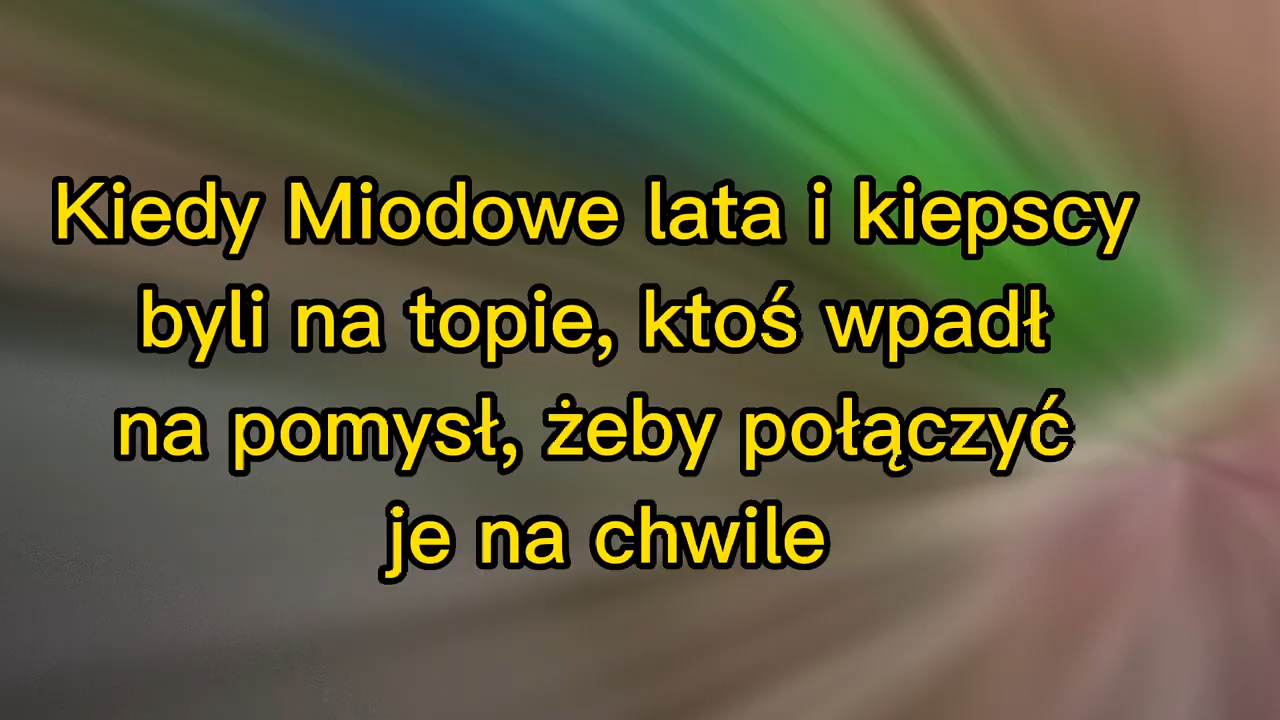 Kiedy Miodowe lata i kiepscy
byli na topie, ktoś wpadł
na pomysł, żeby połączyć
je na chwile